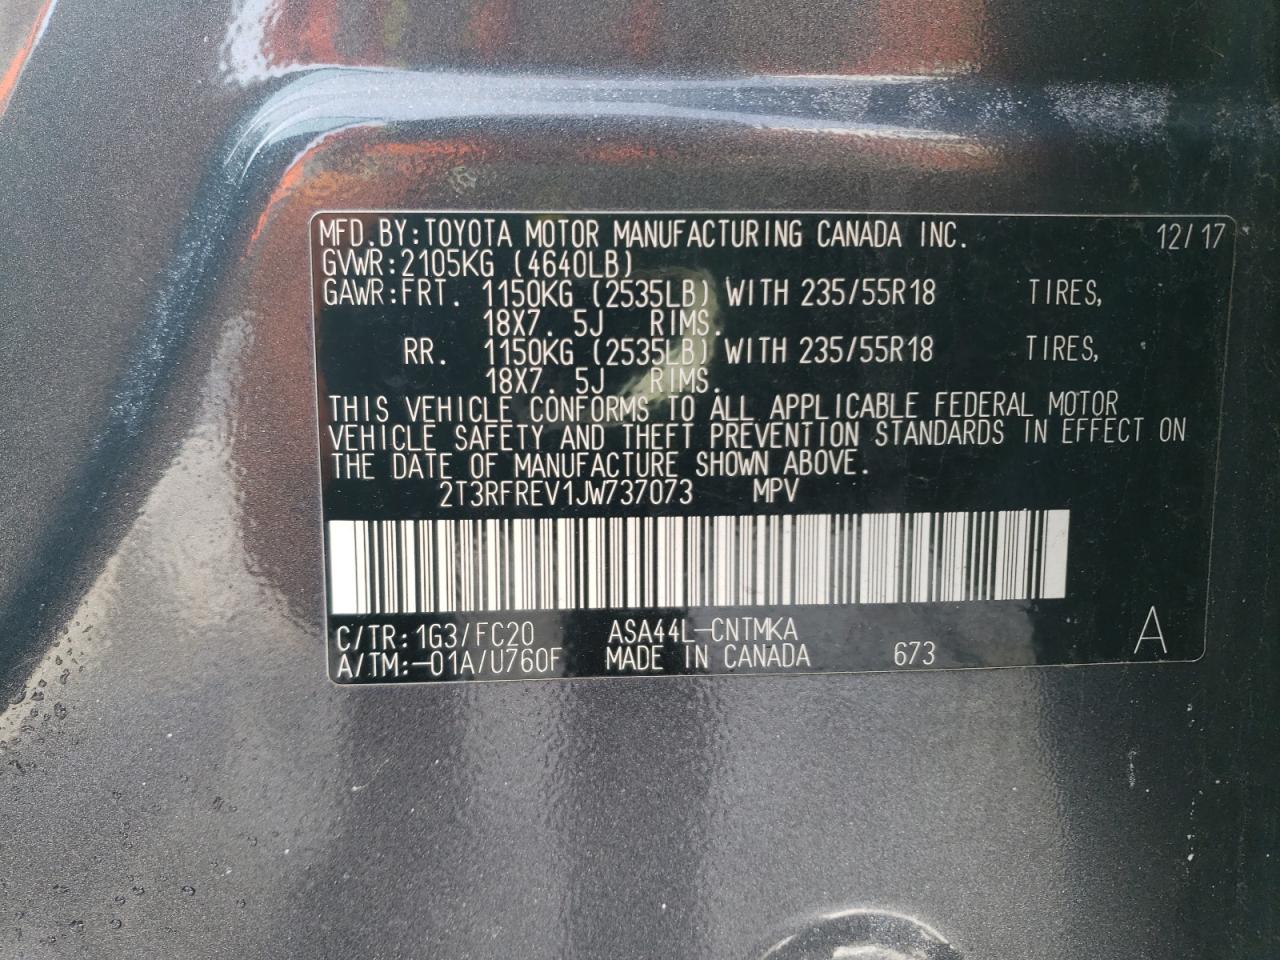 MFD.BY:TOYOTA MOTOR MANUFACTURING CANADA INC. 12/17
GVWR:2105KG (4640LB)
GAWR:FRT. 1150KG (2535LB) WITH 235/55R18 TIRES,
18X7. 5J RIMS.
RR. 1150KG (2535LB) WITH 235/55R18 TIRES,
18X7. 5J RIMS.
THIS VEHICLE CONFORMS TO ALL APPLICABLE FEDERAL MOTOR
VEHICLE SAFETY AND THEFT PREVENTION STANDARDS IN EFFECT ON
THE DATE OF MANUFACTURE SHOWN ABOVE.
2T3RFREV1JW737073 MPV
C/TR:1G3/FC20 ASA44L-CNTMKA
A/TM:-01A/U760F MADE IN CANADA 673 A